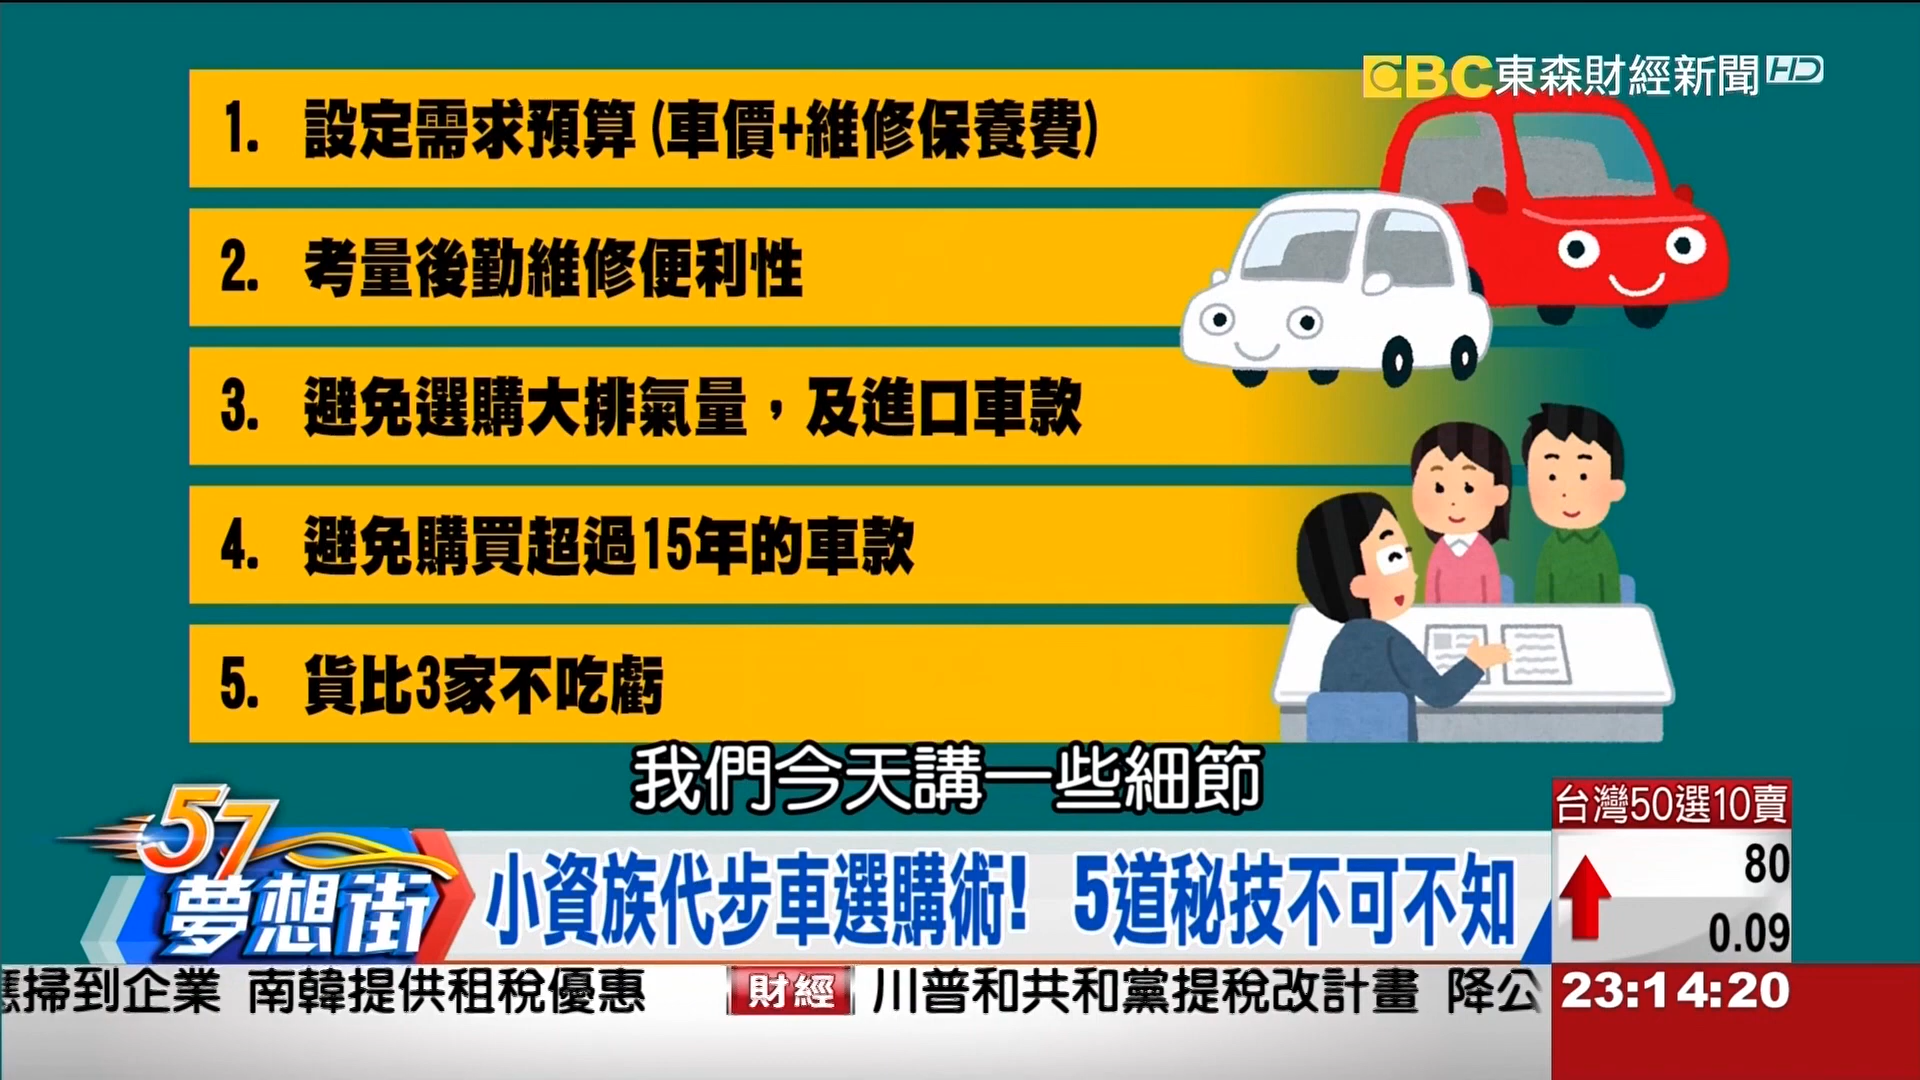 EBC東森財經新聞HD
1. 設定需求預算(車價+維修保養費)
2. 考量後勤維修便利性
3. 避免選購大排氣量，及進口車款
4. 避免購買超過15年的車款
5. 貨比3家不吃虧
我們今天講一些細節
57夢想街
小資族代步車選購術! 5道秘技不可不知
台灣50選10賣
80
0.09
掃到企業 南韓提供租稅優惠 財經 川普和共和黨提稅改計畫 降公
23:14:20